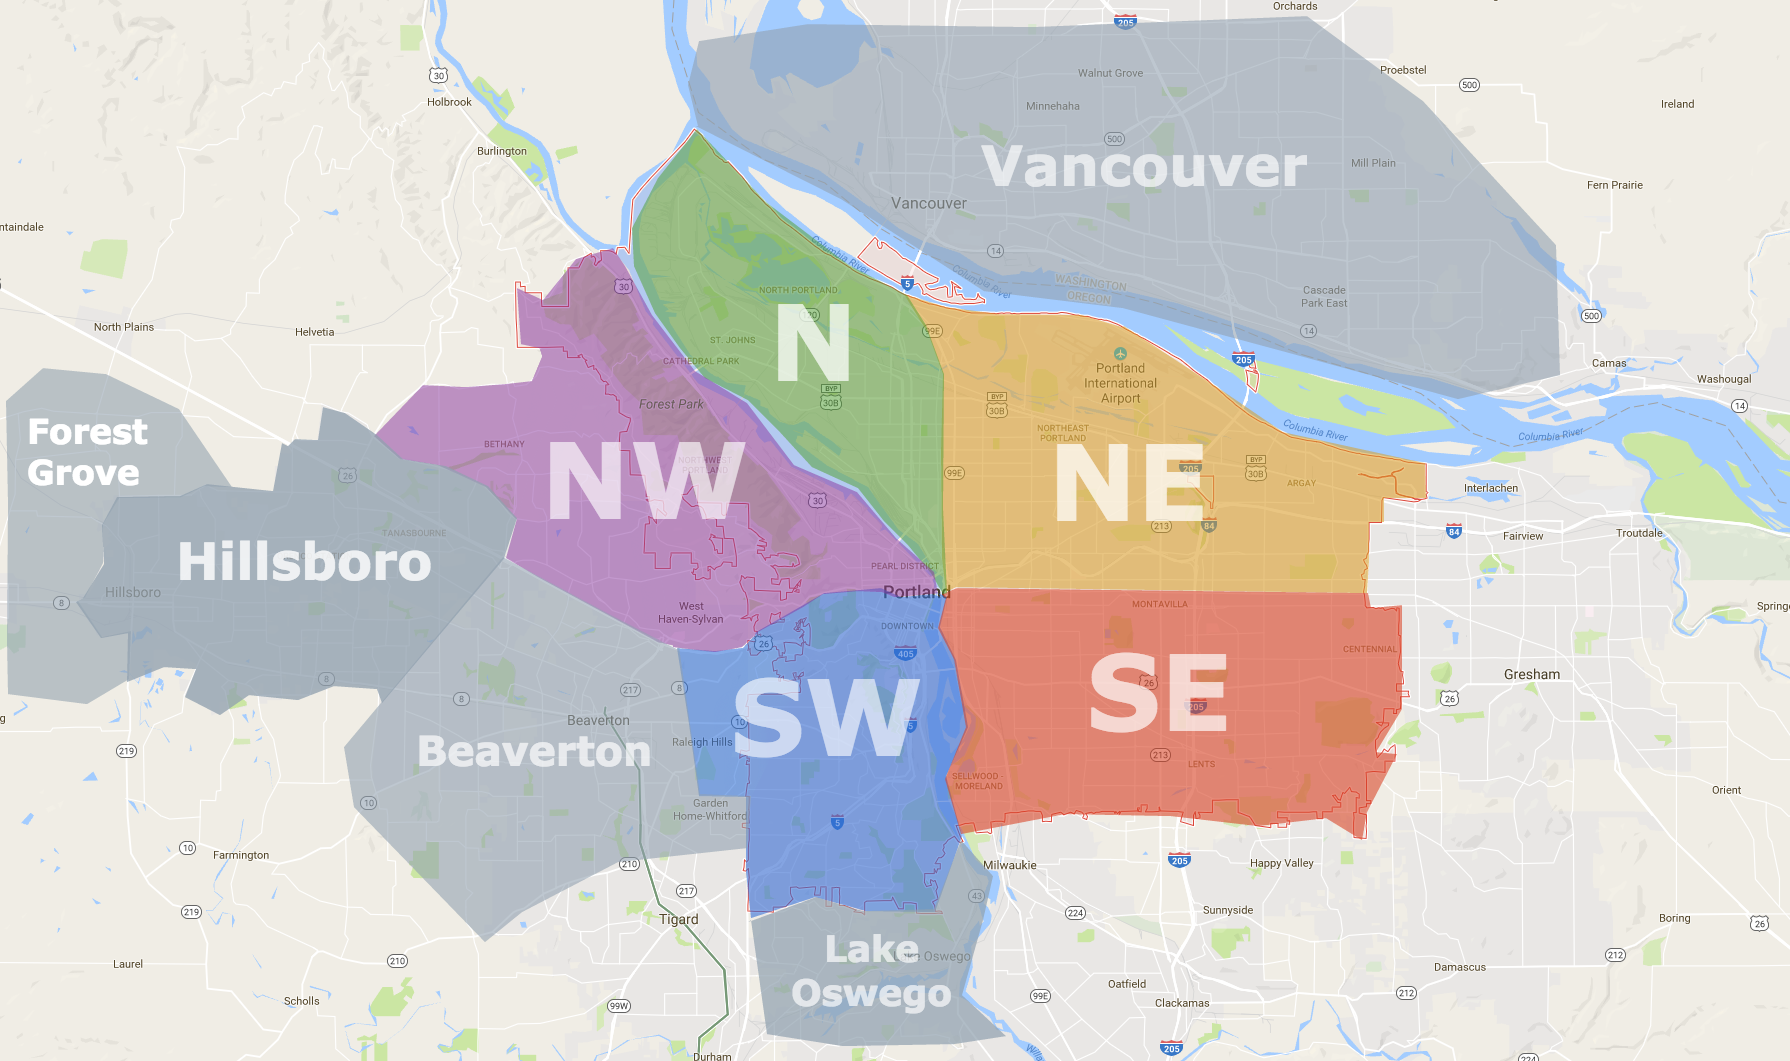 Orchards
205
30
Holbrook
Walnut Grove
Proebstel
500
Minnehaha
Ireland
Burlington
500
Vancouver
Mill Plain
Fern Prairie
Vancouver
ntaindale
14
Columbia River
Columbia River
WASHINGTON
OREGON
30
5
NORTH PORTLAND
Cascade
Park East
120
500
North Plains
Helvetia
99E
14
N
ST. JOHNS
CATHEDRAL PARK
205
Camas
Portland
International
Airport
Washougal
BYP
30B
BYP
30B
14
Forest Park
Forest
Grove
NORTHEAST
PORTLAND
Columbia River
Columbia River
BETHANY
NORTHWEST
PORTLAND
NW
NE
26
99E
205
BYP
30B
ARGAY
Interlachen
30
213
84
84
Fairview
Troutdale
TANASBOURNE
Hillsboro
PEARL DISTRICT
Hillsboro
8
Portland
West
Haven-Sylvan
MONTAVILLA
Springe
DOWNTOWN
26
405
CENTENNIAL
8
217
8
26
SE
Gresham
26
8
SW
205
Beaverton
10
5
219
Beaverton
Raleigh Hills
213
LENTS
SELLWOOD -
MORELAND
10
Garden
Home-Whitford
Orient
5
10
Farmington
210
Milwaukie
205
Happy Valley
217
43
219
Tigard
224
Sunnyside
Boring
26
Lake
Oswego
Lake Oswego
Laurel
210
212
Damascus
Oatfield
Scholls
99W
99E
Clackamas
212
205
Durham
224